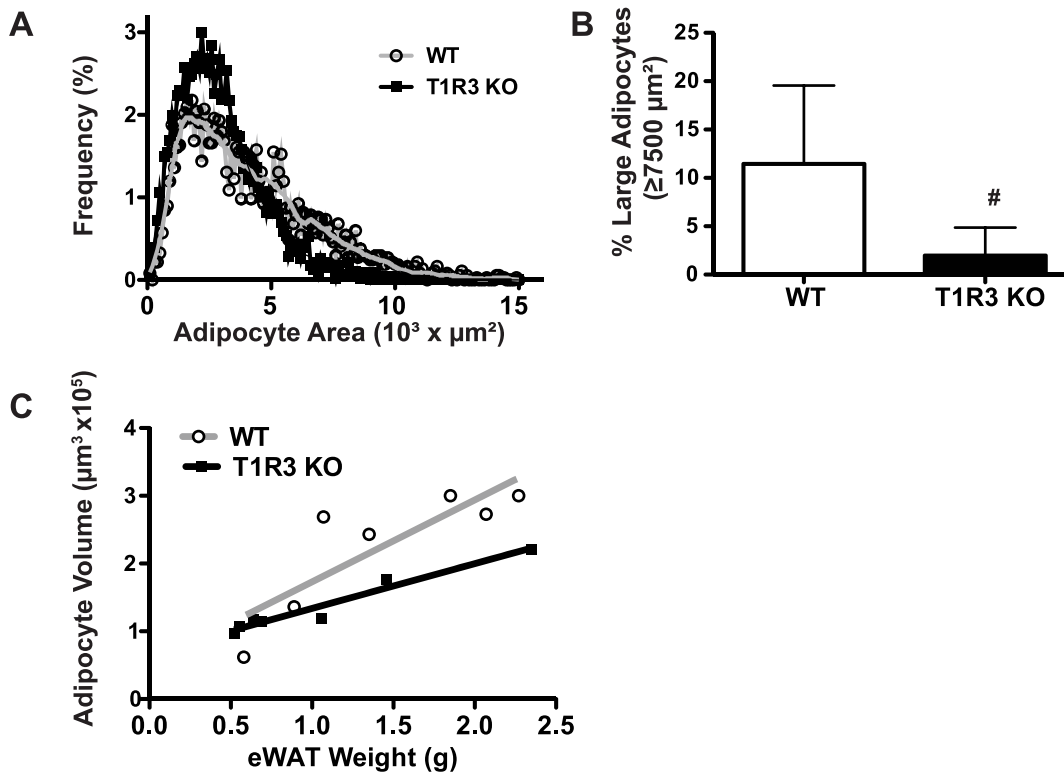 A
3
2
1
0
Frequency (%)
WT
T1R3 KO
0
5
10
15
Adipocyte Area (10³ x µm²)
B
25
20
15
10
5
0
% Large Adipocytes
(≥7500 µm²)
#
WT
T1R3 KO
C
4
3
2
1
0
Adipocyte Volume (µm³ x10⁵)
WT
T1R3 KO
0.0
0.5
1.0
1.5
2.0
2.5
eWAT Weight (g)